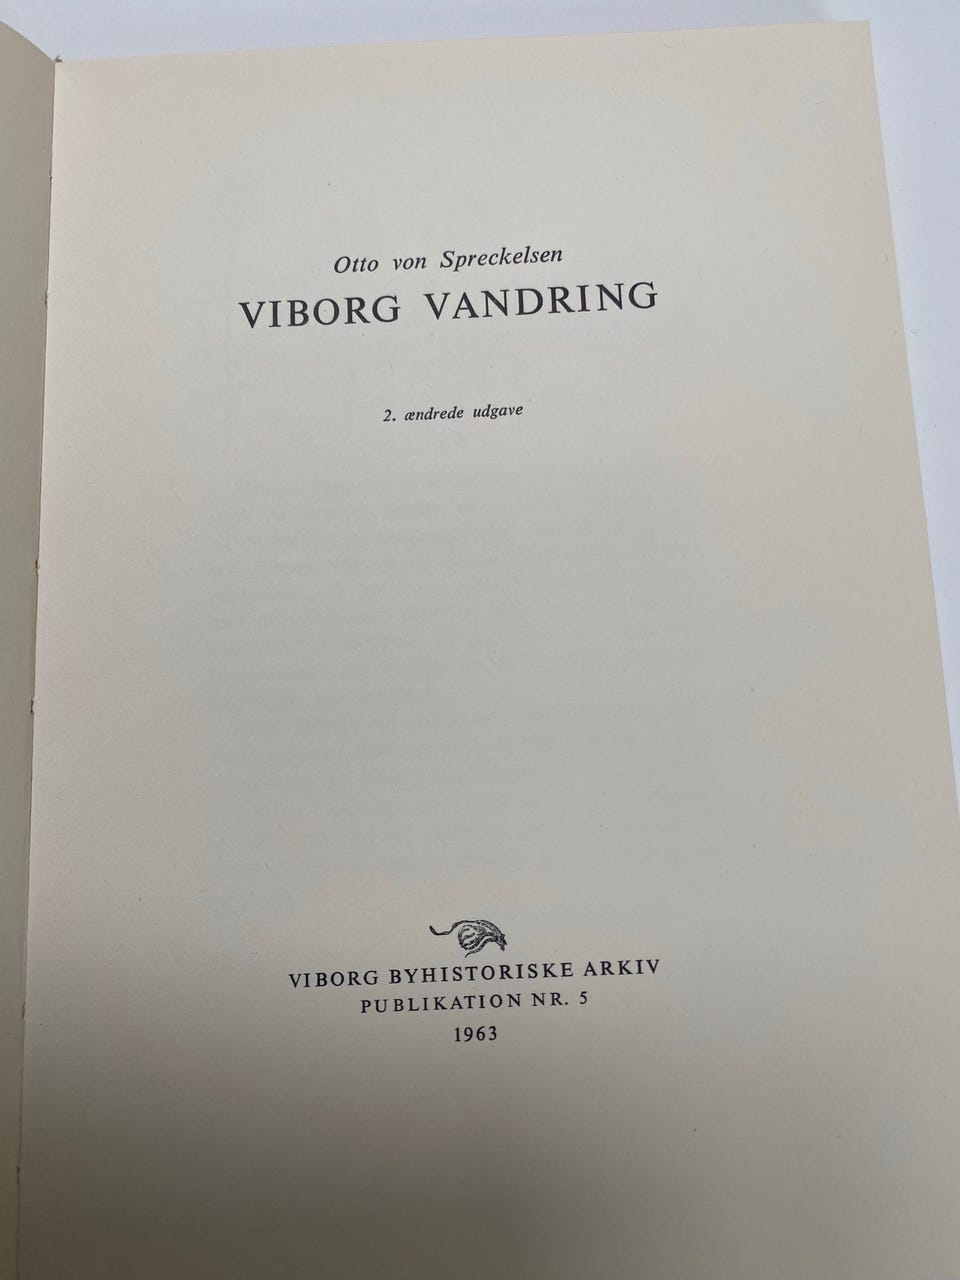 Otto von Spreckelsen
VIBORG VANDRING
2. ændrede udgave
VIBORG BYHISTORISKE ARKIV
PUBLIKATION NR. 5
1963